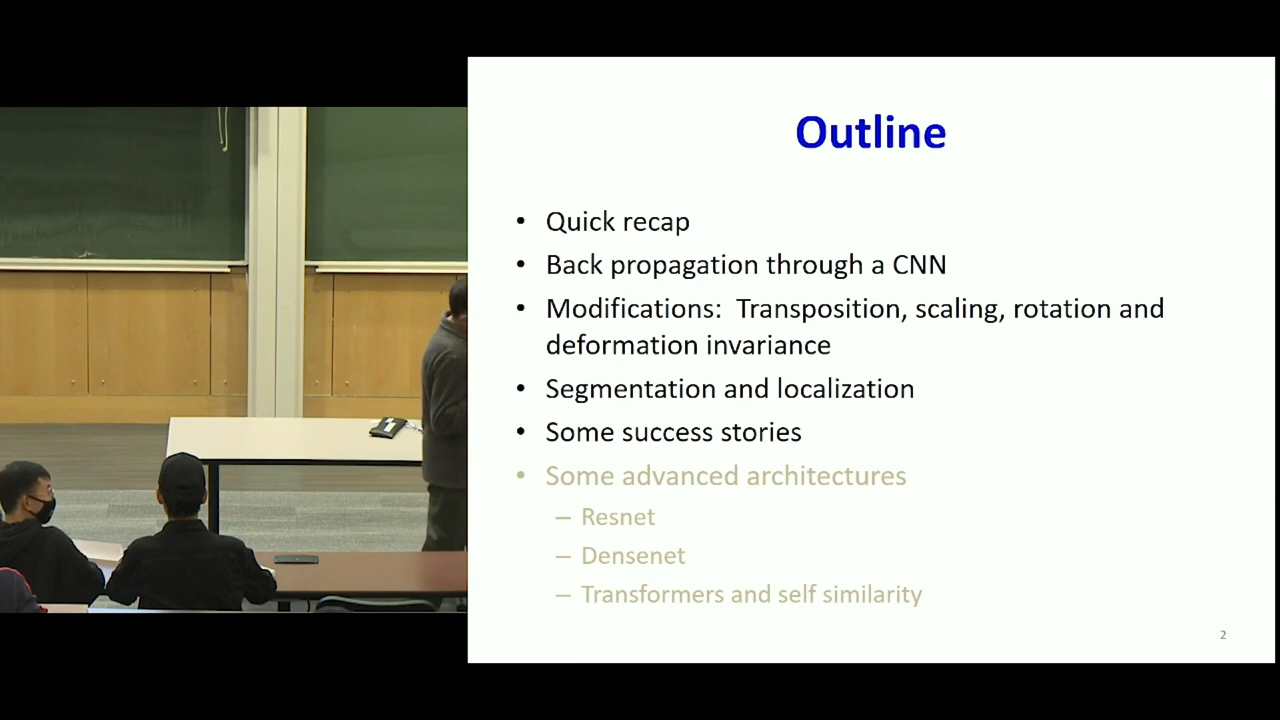 Outline
• Quick recap
• Back propagation through a CNN
• Modifications: Transposition, scaling, rotation and
deformation invariance
• Segmentation and localization
• Some success stories
• Some advanced architectures
– Resnet
– Densenet
– Transformers and self similarity
2